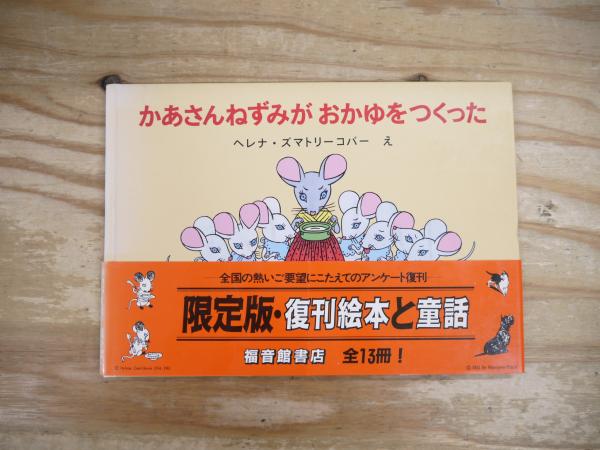 かあさんねずみが おかゆをつくった
ヘレナ・ズマトリーコバー え
全国の熱いご要望にこたえてのアンケート復刊
限定版・復刊絵本と童話
福音館書店 全13冊!